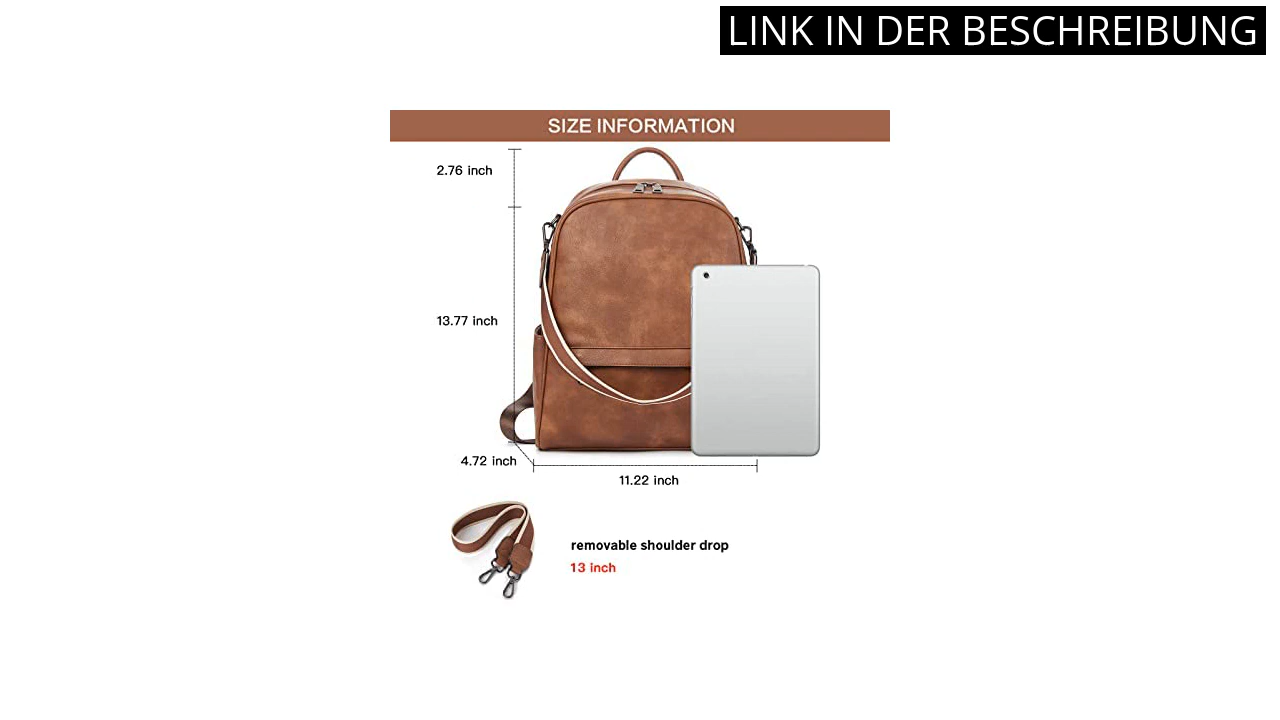 LINK IN DER BESCHREIBUNG
SIZE INFORMATION
2.76 inch
13.77 inch
4.72 inch
11.22 inch
removable shoulder drop
13 inch